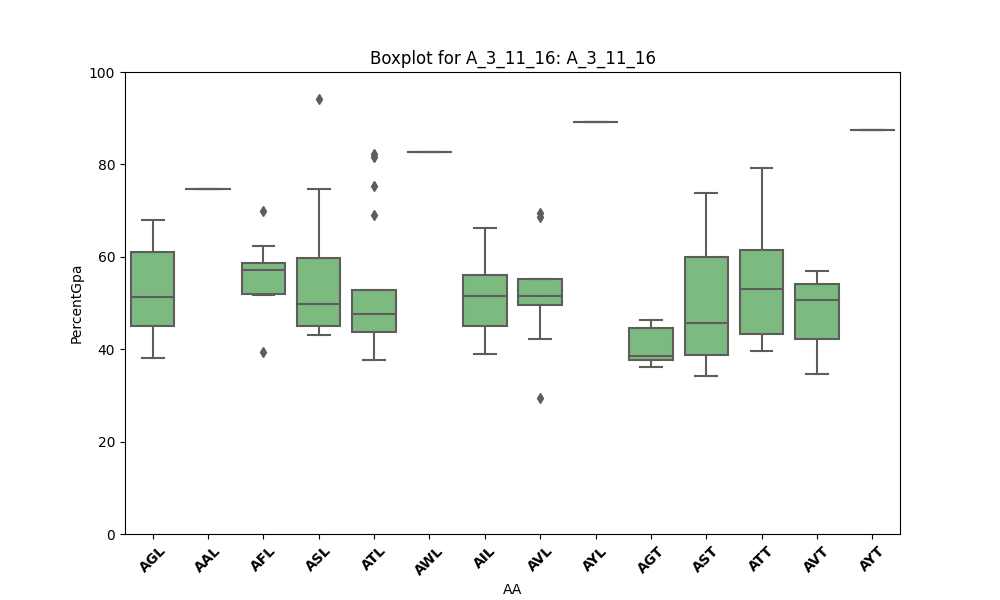 Boxplot for A_3_11_16: A_3_11_16
100
80
60
40
20
0
PercentGpa
AGL AAL AFL ASL ATL AWL AIL AVL AYL AGT AST ATT AVT AYT
AA